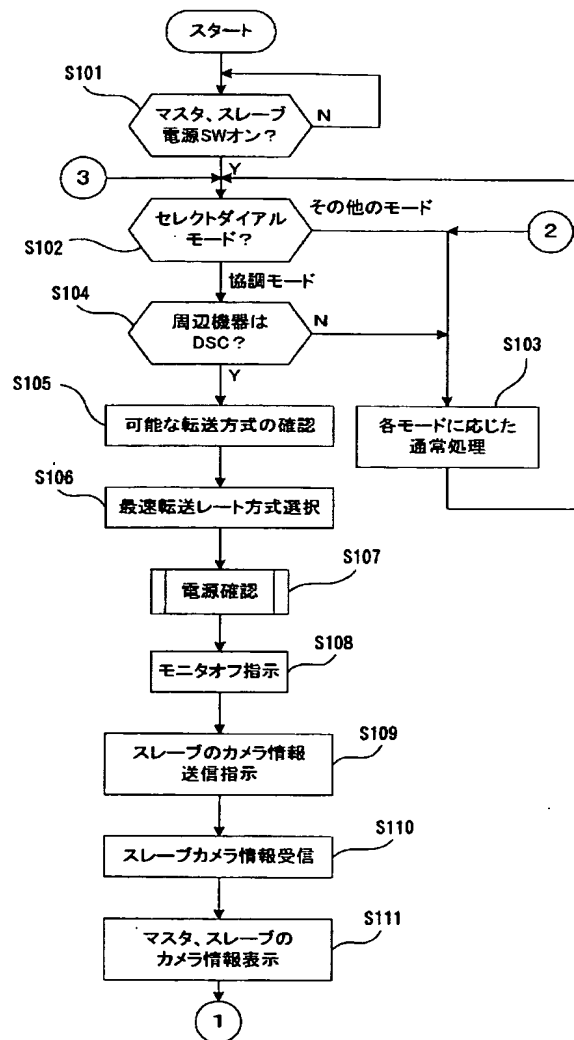 スタート
S101
マスタ、スレーブ
電源SWオン?
N
Y
3
セレクトダイアル
モード?
その他のモード
2
S102
協調モード
S104
周辺機器は
DSC?
N
Y
S103
各モードに応じた
通常処理
S105
可能な転送方式の確認
S106
最速転送レート方式選択
S107
電源確認
S108
モニタオフ指示
S109
スレーブのカメラ情報
送信指示
S110
スレーブカメラ情報受信
S111
マスタ、スレーブの
カメラ情報表示
1